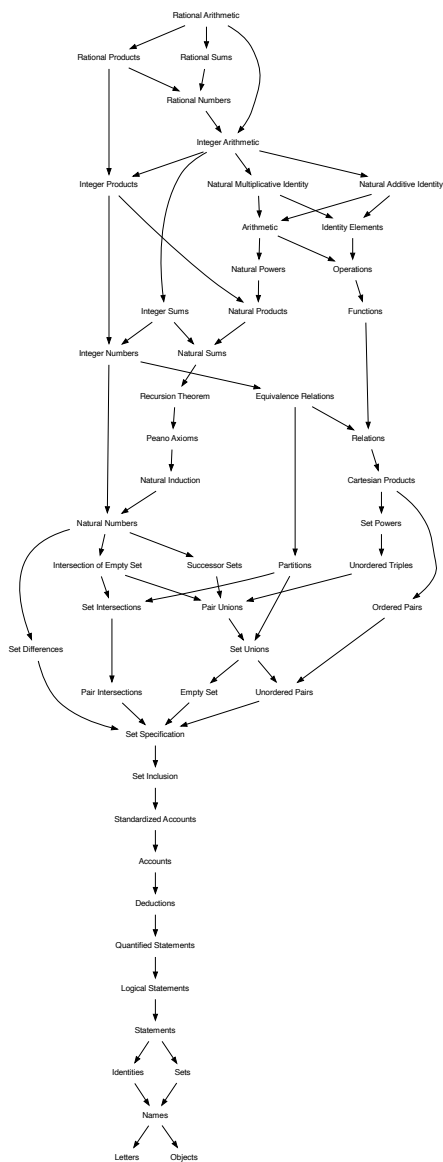 Rational Arithmetic
Rational Products
Rational Sums
Rational Numbers
Integer Arithmetic
Integer Products
Natural Multiplicative Identity
Natural Additive Identity
Arithmetic
Identity Elements
Natural Powers
Operations
Integer Sums
Natural Products
Functions
Integer Numbers
Natural Sums
Recursion Theorem
Equivalence Relations
Peano Axioms
Relations
Natural Induction
Cartesian Products
Natural Numbers
Set Powers
Intersection of Empty Set
Successor Sets
Partitions
Unordered Triples
Set Intersections
Pair Unions
Ordered Pairs
Set Differences
Set Unions
Pair Intersections
Empty Set
Unordered Pairs
Set Specification
Set Inclusion
Standardized Accounts
Accounts
Deductions
Quantified Statements
Logical Statements
Statements
Identities
Sets
Names
Letters
Objects